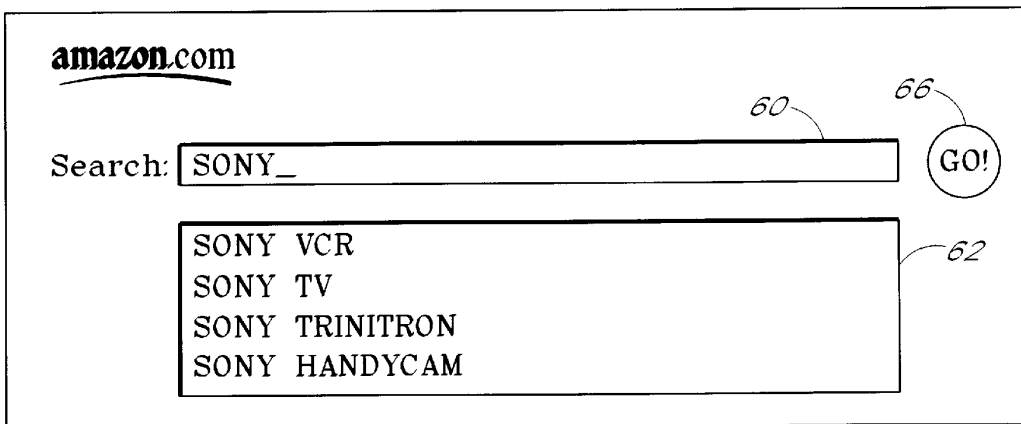 amazon.com
60
66
Search: SONY_ GO!
SONY VCR
62
SONY TV
SONY TRINITRON
SONY HANDYCAM